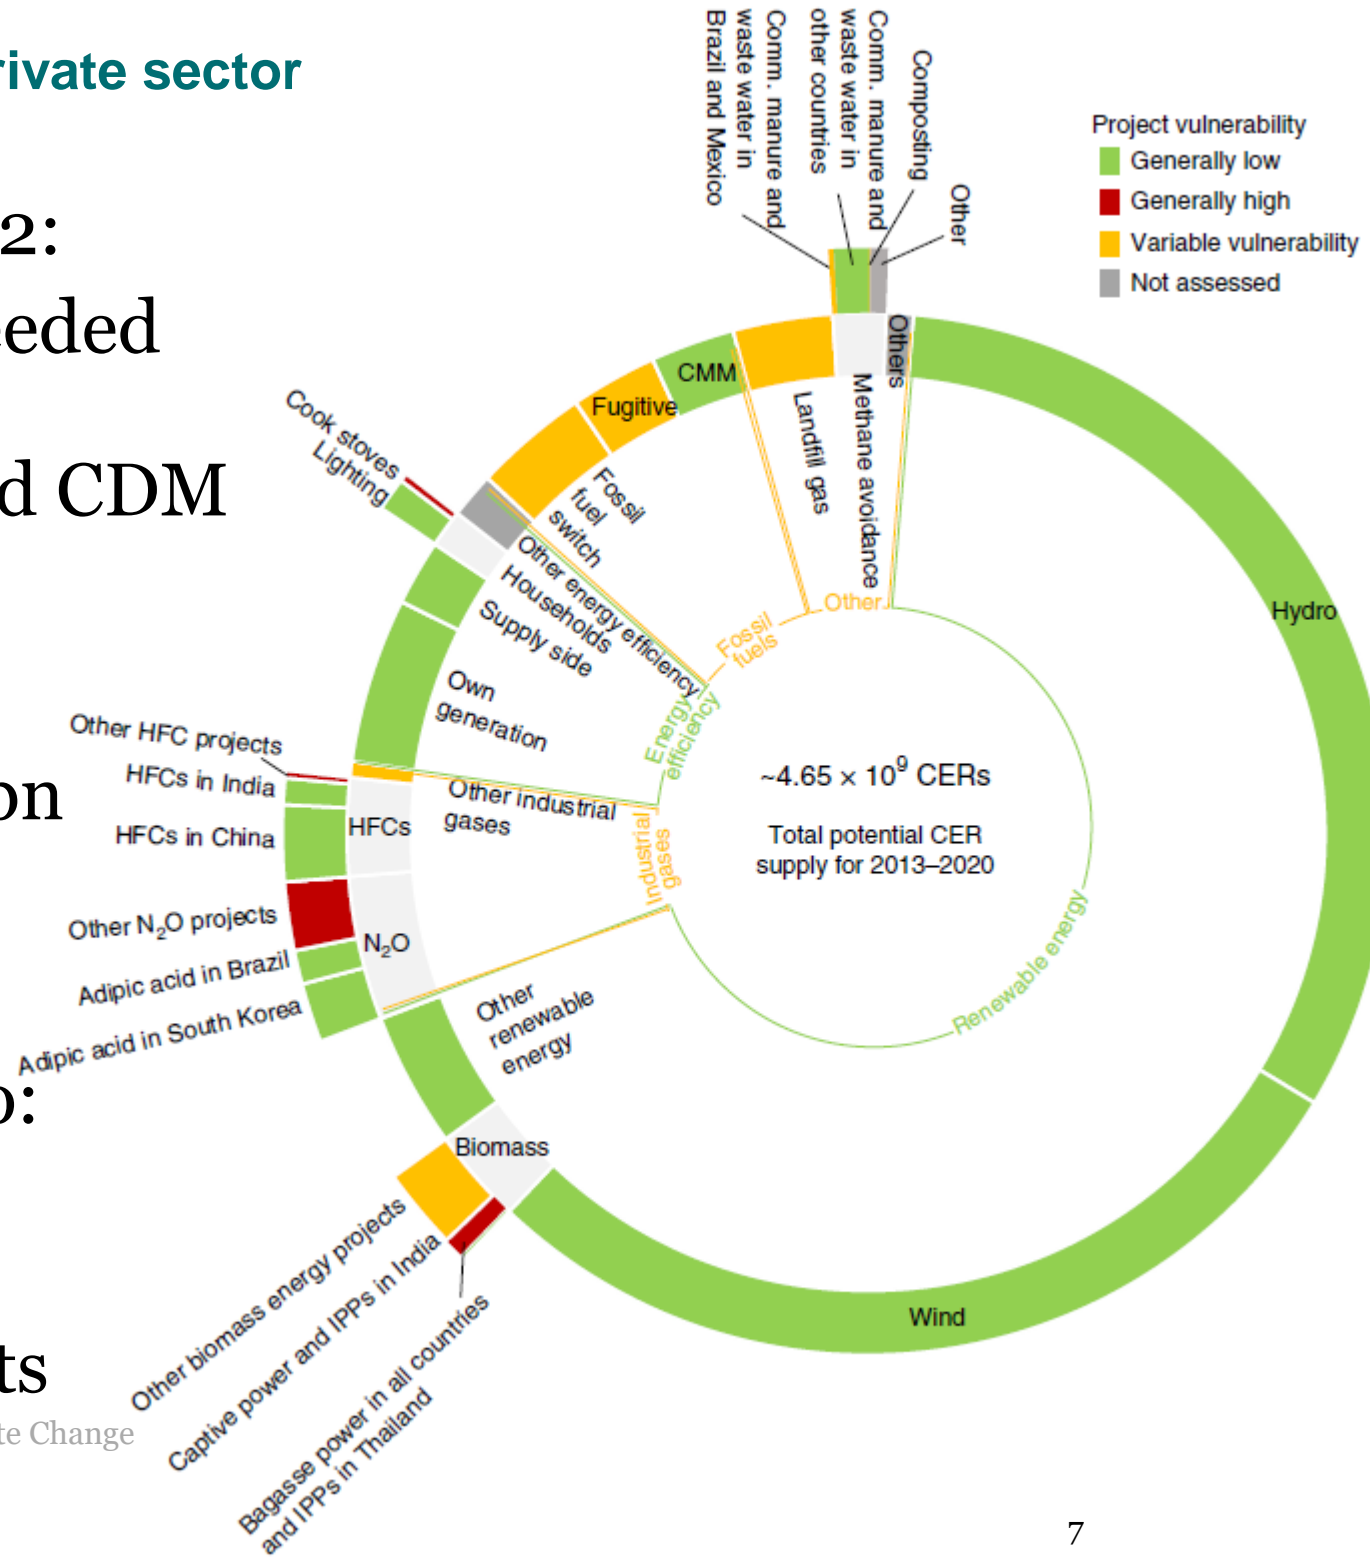 rivate sector
2:
eeded
d CDM
on
o:
ts
te Change
7
Project vulnerability
Generally low
Generally high
Variable vulnerability
Not assessed
Comm. manure and
waste water in
Brazil and Mexico
Comm. manure and
waste water in
other countries
Composting
Other
Others
Methane avoidance
Landfill gas
CMM
Fugitive
Fossil
fuel
switch
Cook stoves
Lighting
Other energy efficiency
Households
Supply side
Own
generation
Other HFC projects
HFCs in India
HFCs in China
HFCs
Other industrial
gases
Other N₂O projects
Adipic acid in Brazil
Adipic acid in South Korea
N₂O
Other
renewable
energy
Biomass
Other biomass energy projects
Captive power and IPPs in India
Bagasse power in all countries
and IPPs in Thailand
Wind
Hydro
Other
Fossil
fuels
Energy
efficiency
Industrial
gases
Renewable energy
~4.65 × 10⁹ CERs
Total potential CER
supply for 2013–2020